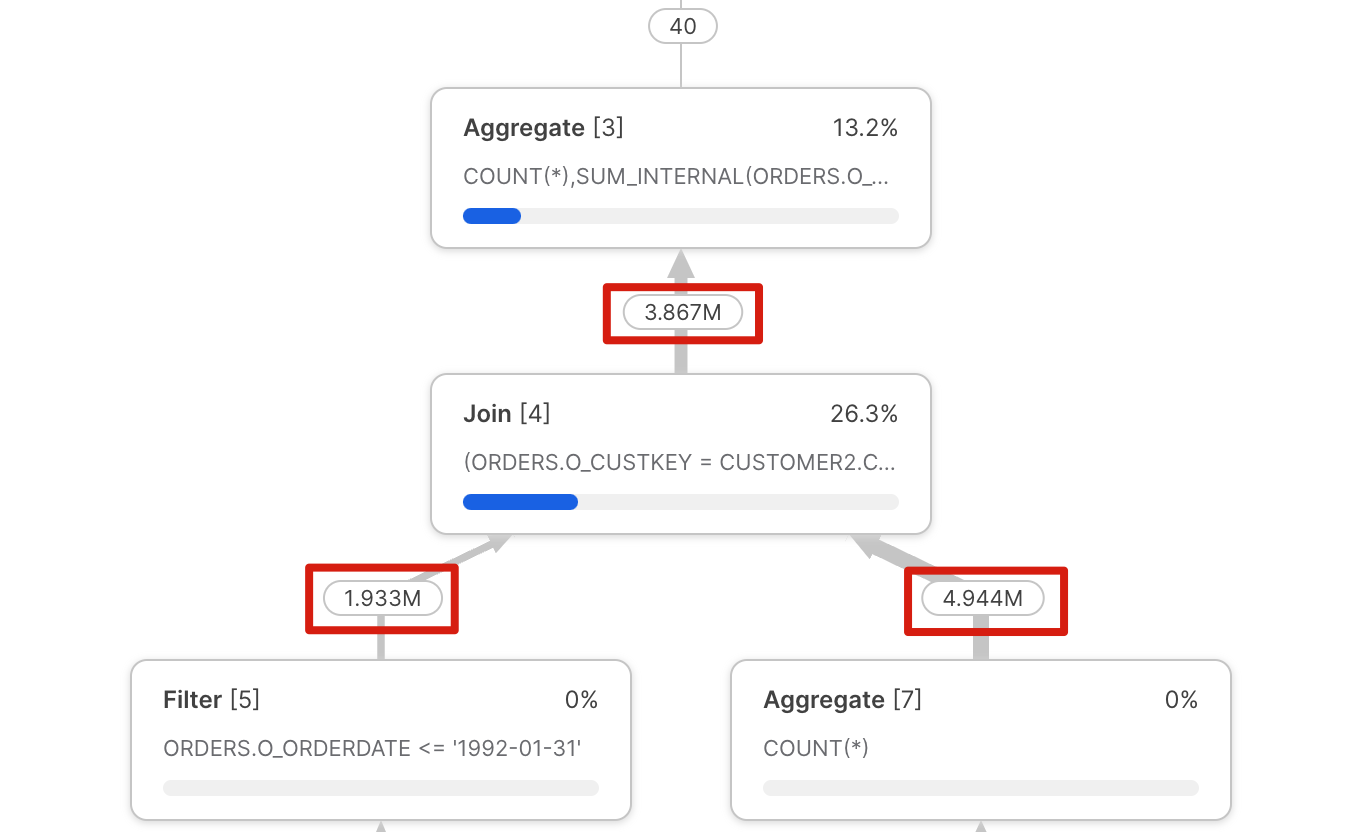 40
Aggregate [3] 13.2%
COUNT(*),SUM_INTERNAL(ORDERS.O_...
3.867M
Join [4] 26.3%
(ORDERS.O_CUSTKEY = CUSTOMER2.C...
1.933M 4.944M
Filter [5] 0%
ORDERS.O_ORDERDATE <= '1992-01-31'
Aggregate [7] 0%
COUNT(*)